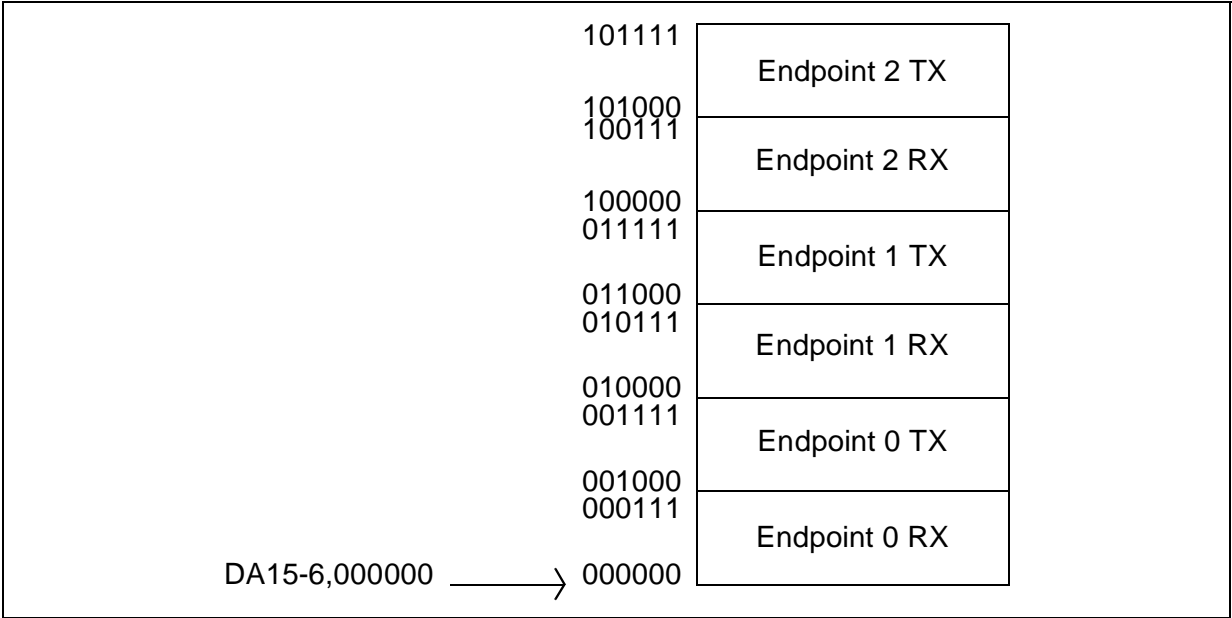 101111
Endpoint 2 TX
101000
100111
Endpoint 2 RX
100000
011111
Endpoint 1 TX
011000
010111
Endpoint 1 RX
010000
001111
Endpoint 0 TX
001000
000111
Endpoint 0 RX
DA15-6,000000 000000